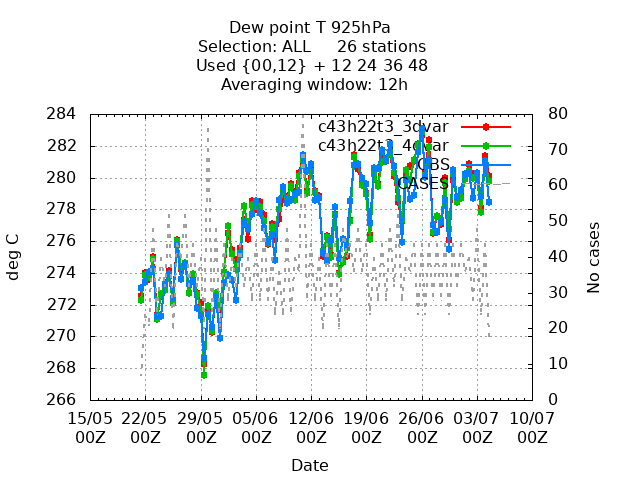 Dew point T 925hPa
Selection: ALL 26 stations
Used {00,12} + 12 24 36 48
Averaging window: 12h
284
282
280
278
276
274
272
270
268
266
deg C
80
70
60
50
40
30
20
10
0
No cases
c43h22t3_3dvar
c43h22t3_4dvar
OBS
CASES
15/05 22/05 29/05 05/06 12/06 19/06 26/06 03/07 10/07
00Z 00Z 00Z 00Z 00Z 00Z 00Z 00Z 00Z
Date